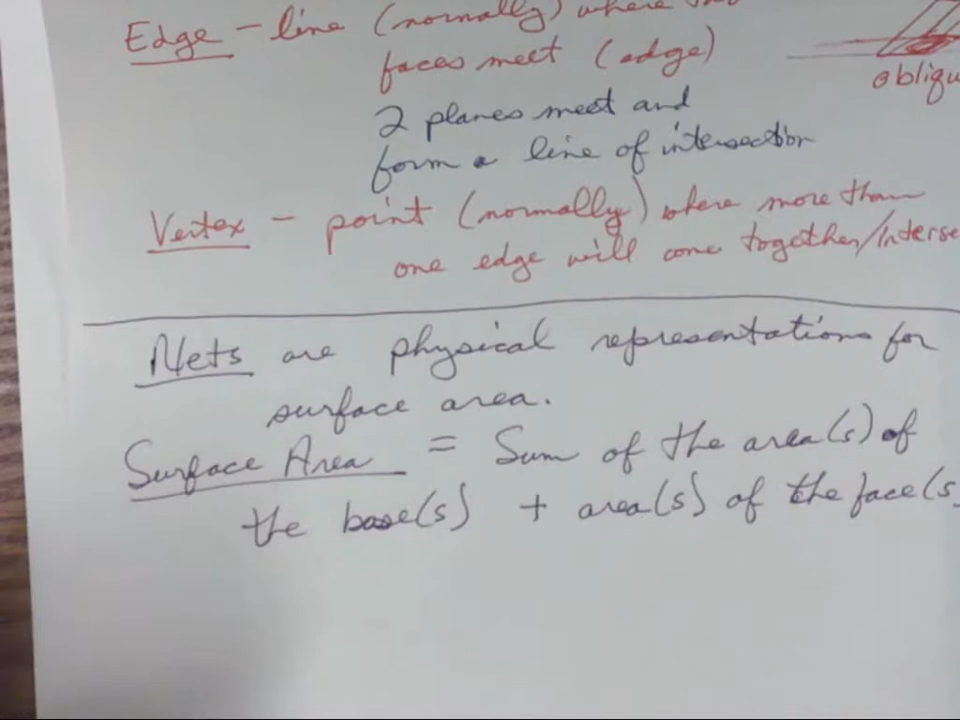 Edge - line (normally) where
faces meet (edge)
2 planes meet and
form a line of intersection
obliqu
Vertex - point (normally) where more than
one edge will come together/interse
Nets are physical representations for
surface area.
Surface Area = Sum of the area(s) of
the base(s) + area(s) of the face(s